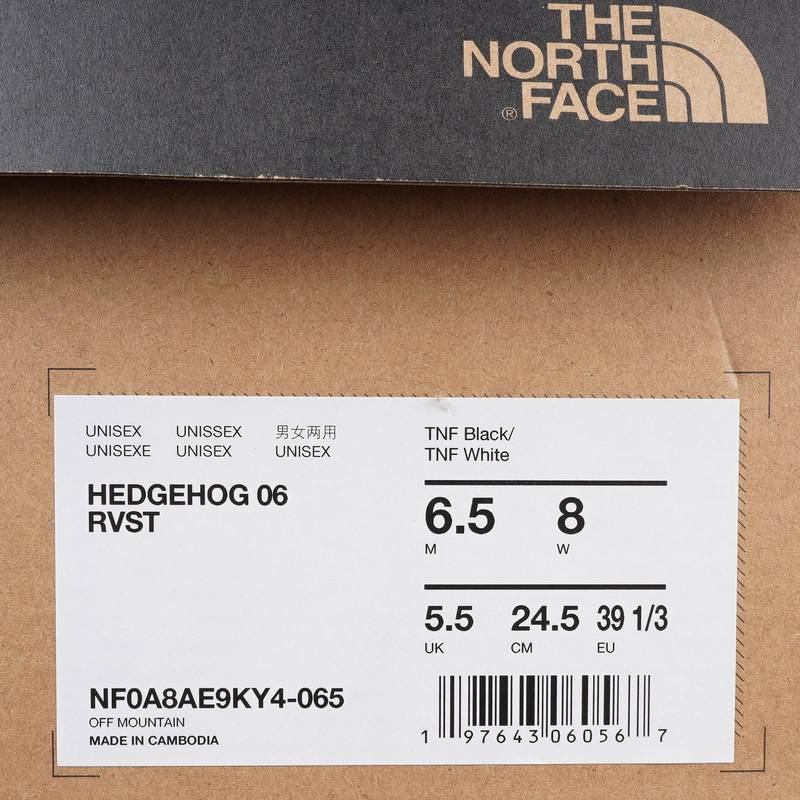 THE
NORTH
® FACE
UNISEX UNISSEX 男女两用
UNISEXE UNISEX UNISEX
HEDGEHOG 06
RVST
NF0A8AE9KY4-065
OFF MOUNTAIN
MADE IN CAMBODIA
TNF Black/
TNF White
6.5 8
M W
5.5 24.5 39 1/3
UK CM EU
1 97643 06056 7